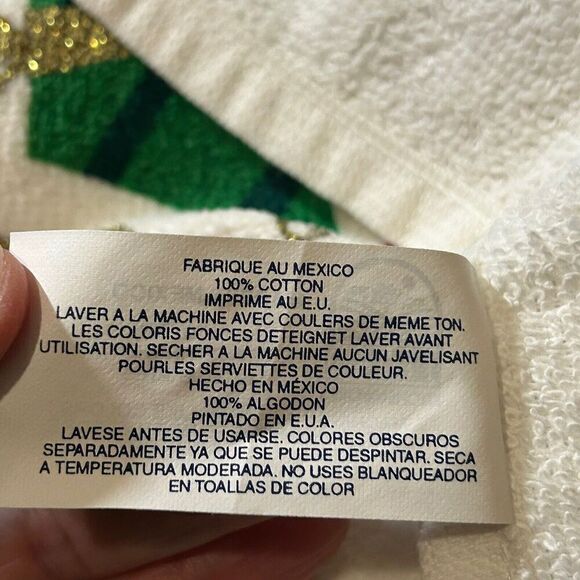 FABRIQUE AU MEXICO
100% COTTON
IMPRIME AU E.U.
LAVER A LA MACHINE AVEC COULERS DE MEME TON.
LES COLORIS FONCES DETEIGNET LAVER AVANT
UTILISATION. SECHER A LA MACHINE AUCUN JAVELISANT
POURLES SERVIETTES DE COULEUR.
HECHO EN MÉXICO
100% ALGODON
PINTADO EN E.U.A.
LAVESE ANTES DE USARSE. COLORES OBSCUROS
SEPARADAMENTE YA QUE SE PUEDE DESPINTAR. SECA
A TEMPERATURA MODERADA. NO USES BLANQUEADOR
EN TOALLAS DE COLOR